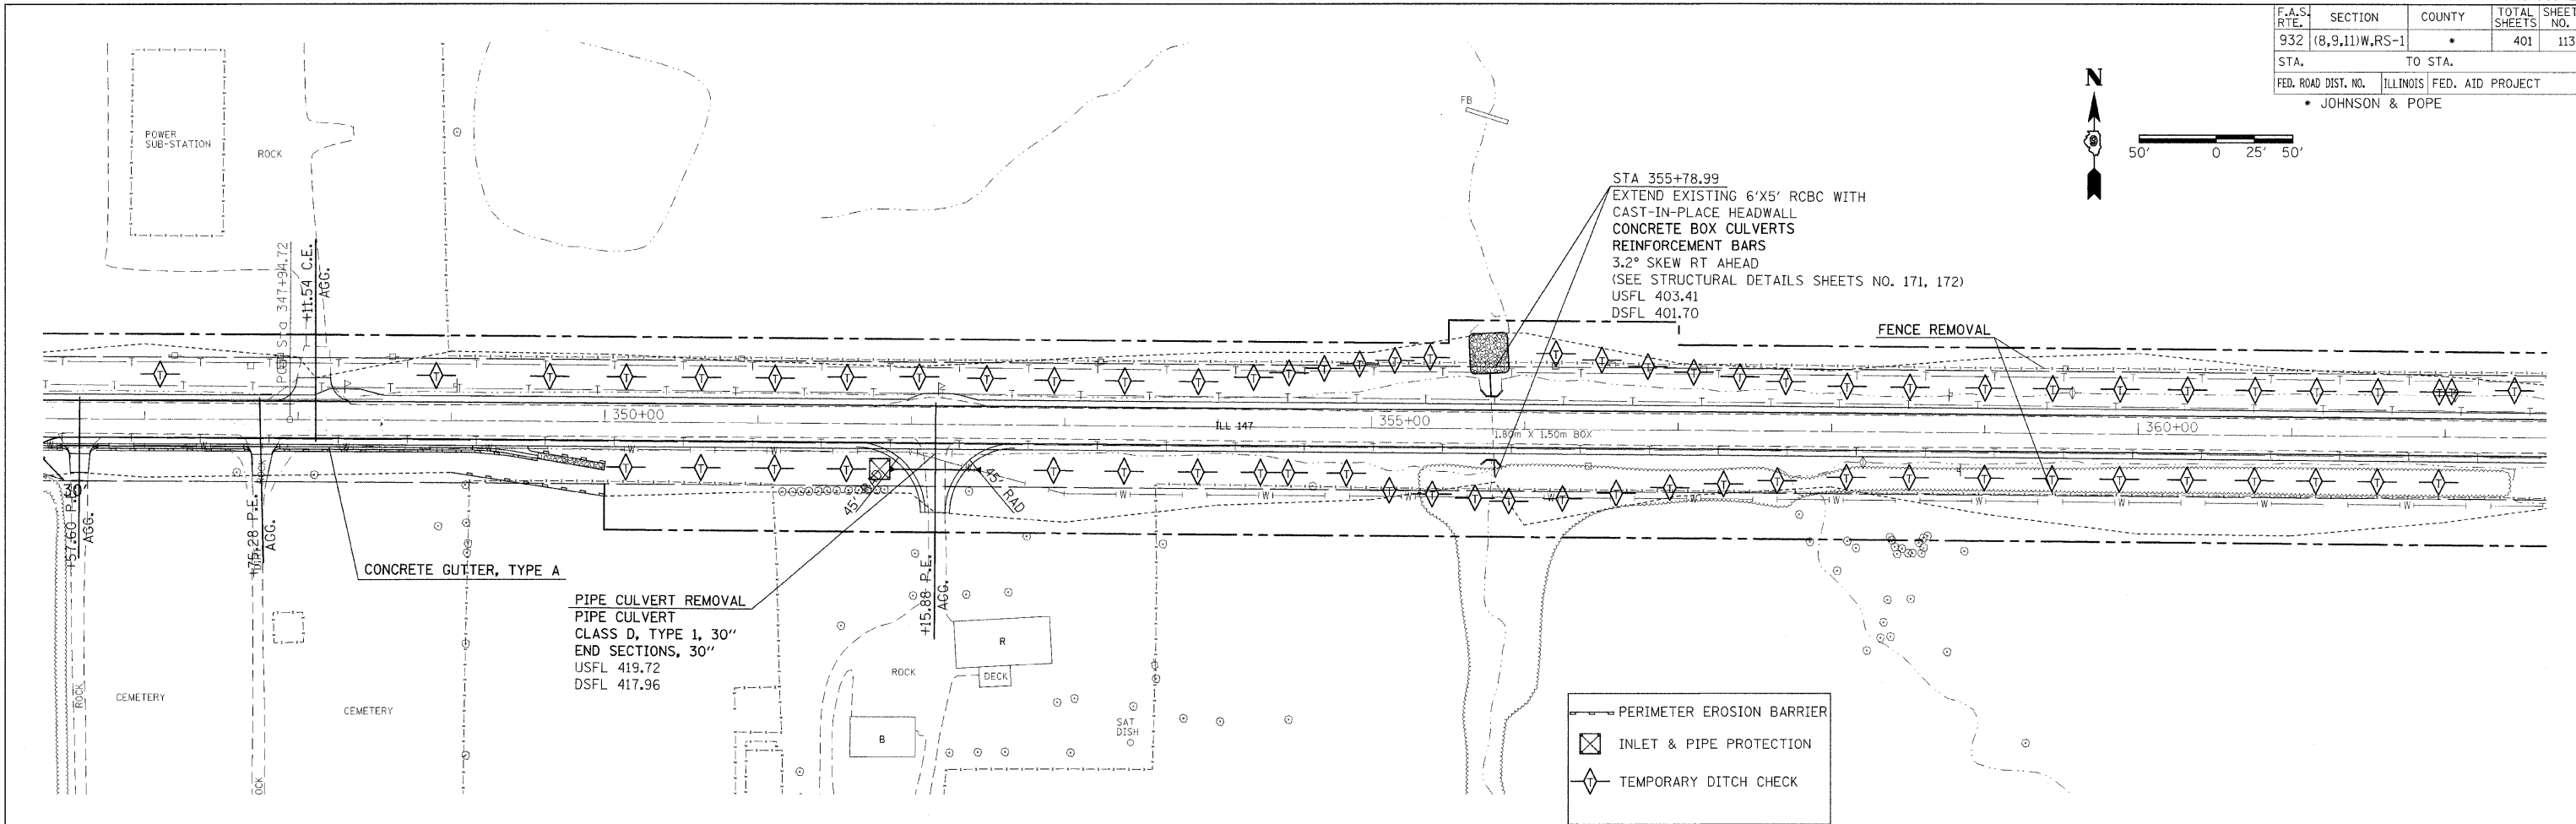 F.A.S. RTE. SECTION COUNTY TOTAL SHEETS SHEET NO.
932 (8,9,11)W,RS-1 * 401 113
STA. TO STA.
FED. ROAD DIST. NO. ILLINOIS FED. AID PROJECT
* JOHNSON & POPE
N
50' 0 25' 50'
FB
POWER
SUB-STATION
ROCK
STA 355+78.99
EXTEND EXISTING 6'X5' RCBC WITH
CAST-IN-PLACE HEADWALL
CONCRETE BOX CULVERTS
REINFORCEMENT BARS
3.2° SKEW RT AHEAD
(SEE STRUCTURAL DETAILS SHEETS NO. 171, 172)
USFL 403.41
DSFL 401.70
347+94.72
+11.54 C.E.
AGG.
FENCE REMOVAL
350+00
355+00
360+00
ILL 147
1.80m X 1.50m BOX
30'
+57.60 P.E.
AGG.
+75.28 P.E.
AGG.
ROCK
45' RAD
45' RAD
CONCRETE GUTTER, TYPE A
PIPE CULVERT REMOVAL
PIPE CULVERT
CLASS D, TYPE 1, 30"
END SECTIONS, 30"
USFL 419.72
DSFL 417.96
+15.88 P.E.
AGG.
R
DECK
ROCK
B
SAT
DISH
CEMETERY
CEMETERY
ROCK
OCK
PERIMETER EROSION BARRIER
INLET & PIPE PROTECTION
T TEMPORARY DITCH CHECK